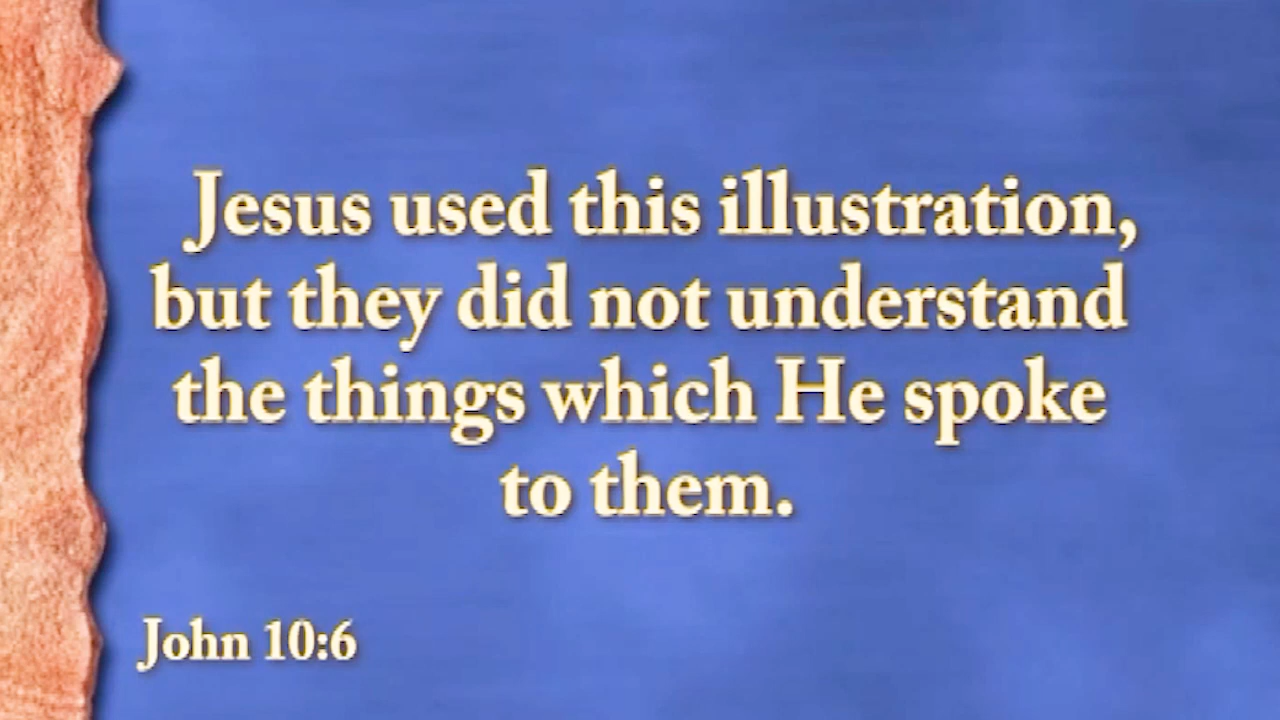 Jesus used this illustration,
but they did not understand
the things which He spoke
to them.
John 10:6